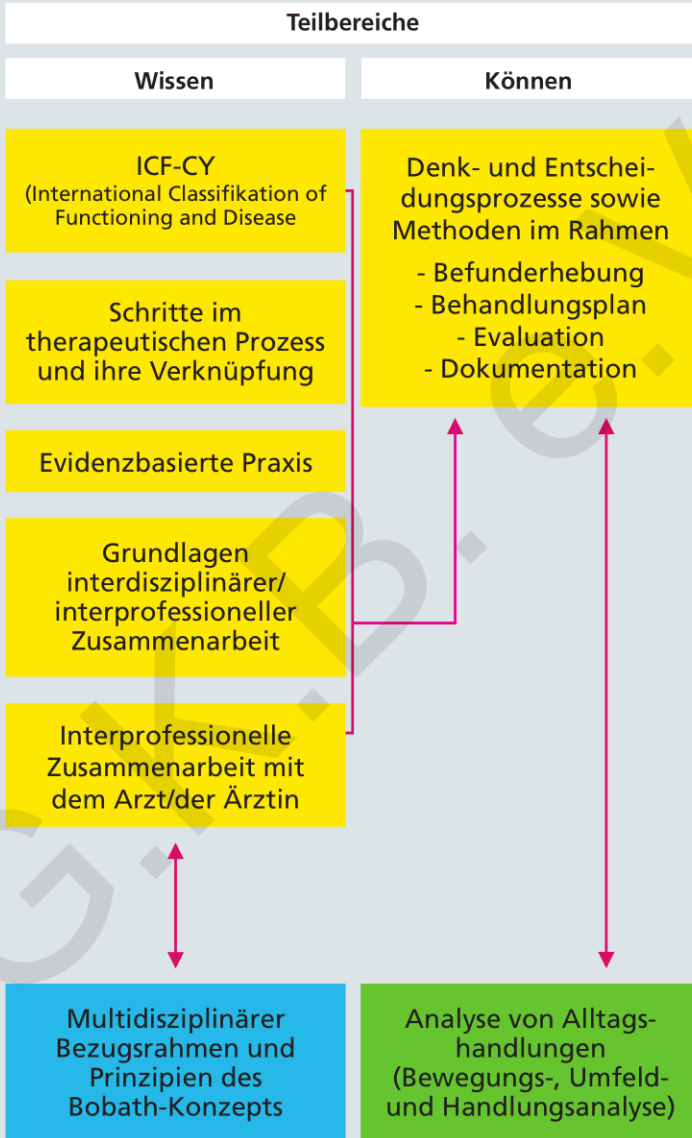 Teilbereiche
Wissen
Können
ICF-CY
(International Classifikation of
Functioning and Disease
Schritte im
therapeutischen Prozess
und ihre Verknüpfung
Evidenzbasierte Praxis
Grundlagen
interdisziplinärer/
interprofessioneller
Zusammenarbeit
Interprofessionelle
Zusammenarbeit mit
dem Arzt/der Ärztin
Denk- und Entschei-
dungsprozesse sowie
Methoden im Rahmen
- Befunderhebung
- Behandlungsplan
- Evaluation
- Dokumentation
Multidisziplinärer
Bezugsrahmen und
Prinzipien des
Bobath-Konzepts
Analyse von Alltags-
handlungen
(Bewegungs-, Umfeld-
und Handlungsanalyse)
G.K.B. e.V